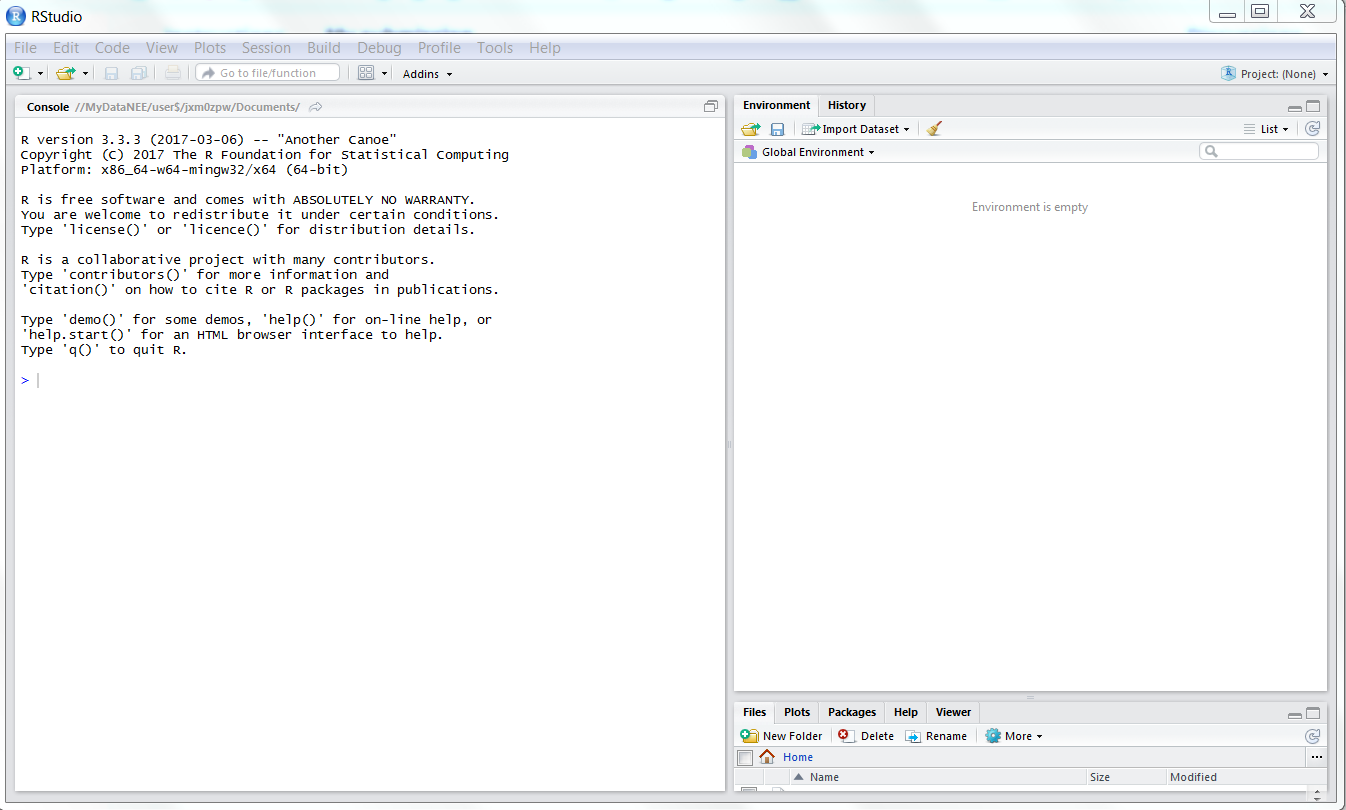 RStudio
File Edit Code View Plots Session Build Debug Profile Tools Help
Go to file/function Addins Project: (None)
Console //MyDataNEE/user$/jxm0zpw/Documents/
R version 3.3.3 (2017-03-06) -- "Another Canoe"
Copyright (C) 2017 The R Foundation for Statistical Computing
Platform: x86_64-w64-mingw32/x64 (64-bit)
R is free software and comes with ABSOLUTELY NO WARRANTY.
You are welcome to redistribute it under certain conditions.
Type 'license()' or 'licence()' for distribution details.
R is a collaborative project with many contributors.
Type 'contributors()' for more information and
'citation()' on how to cite R or R packages in publications.
Type 'demo()' for some demos, 'help()' for on-line help, or
'help.start()' for an HTML browser interface to help.
Type 'q()' to quit R.
>
Environment History
Import Dataset List
Global Environment
Environment is empty
Files Plots Packages Help Viewer
New Folder Delete Rename More
Home ...
Name Size Modified